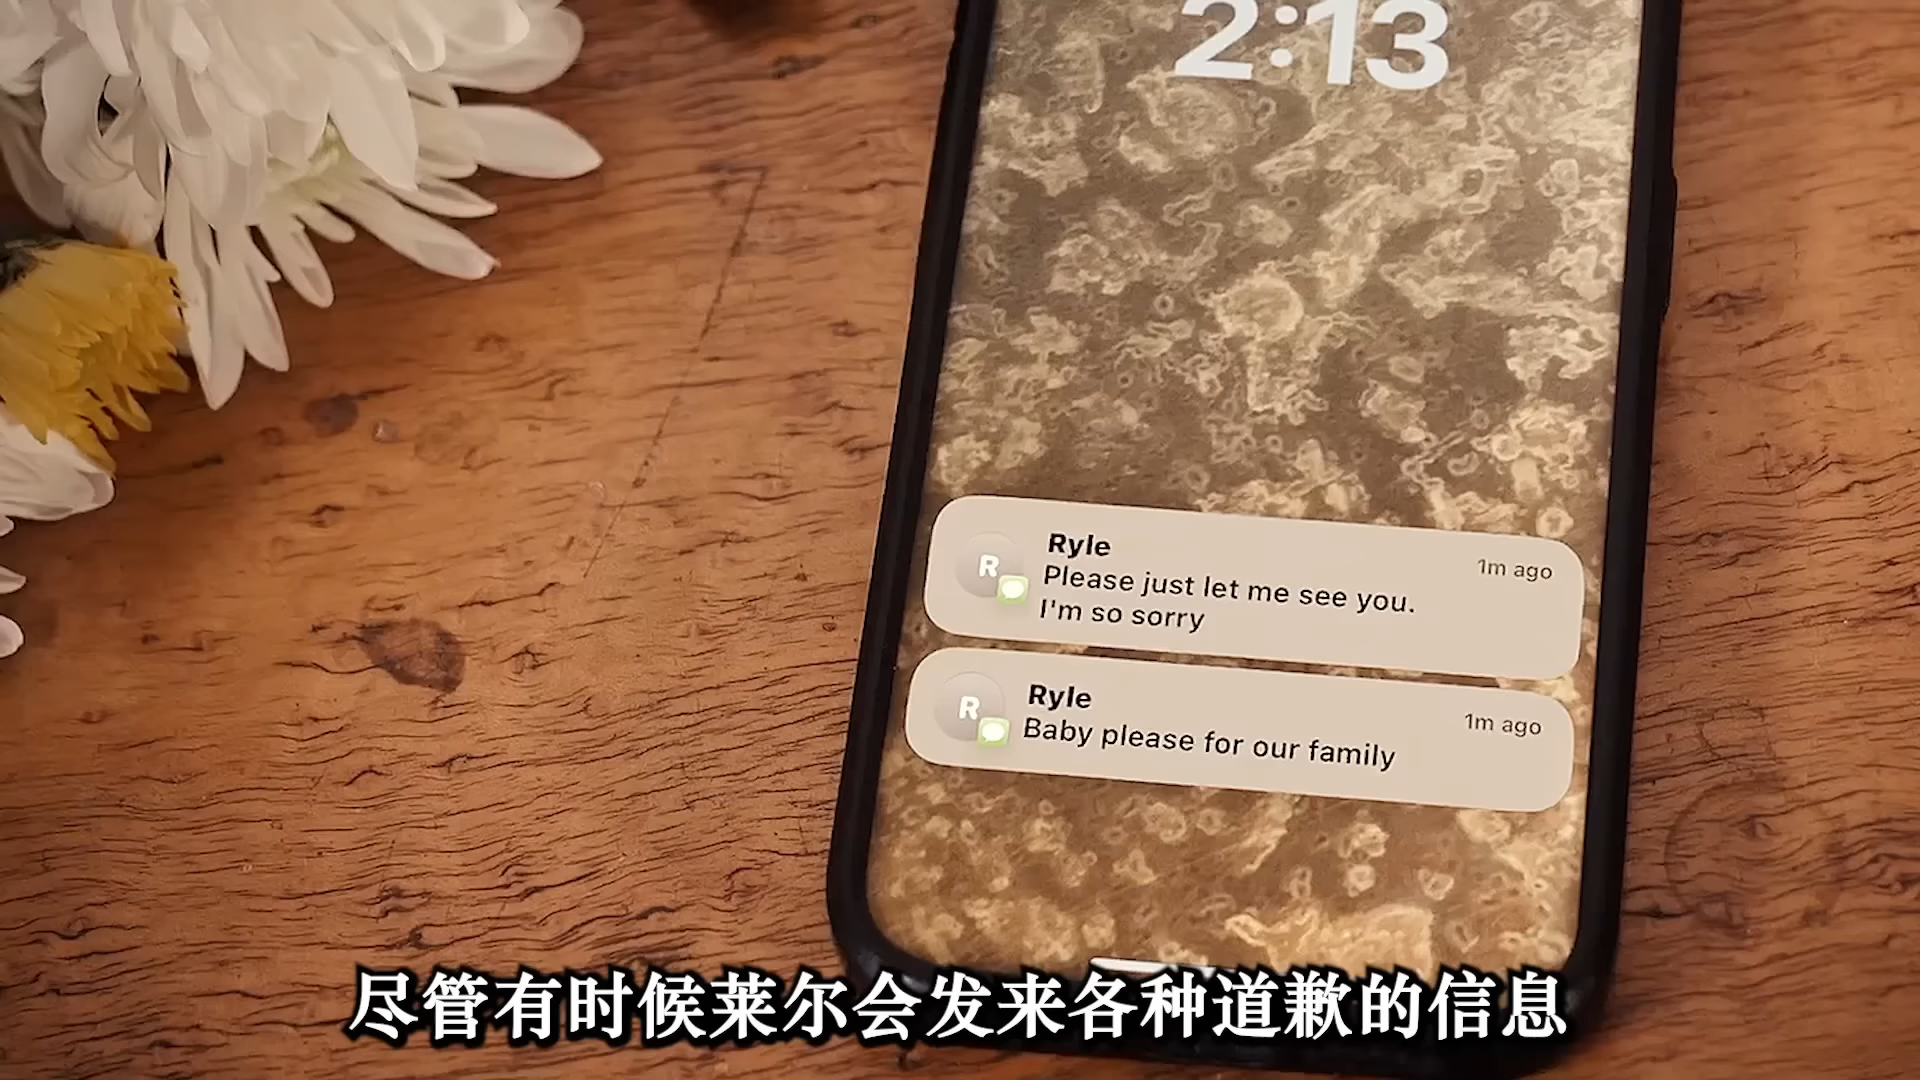 2:13
Ryle
1m ago
R
Please just let me see you.
I'm so sorry
Ryle
1m ago
R
Baby please for our family
尽管有时候莱尔会发来各种道歉的信息